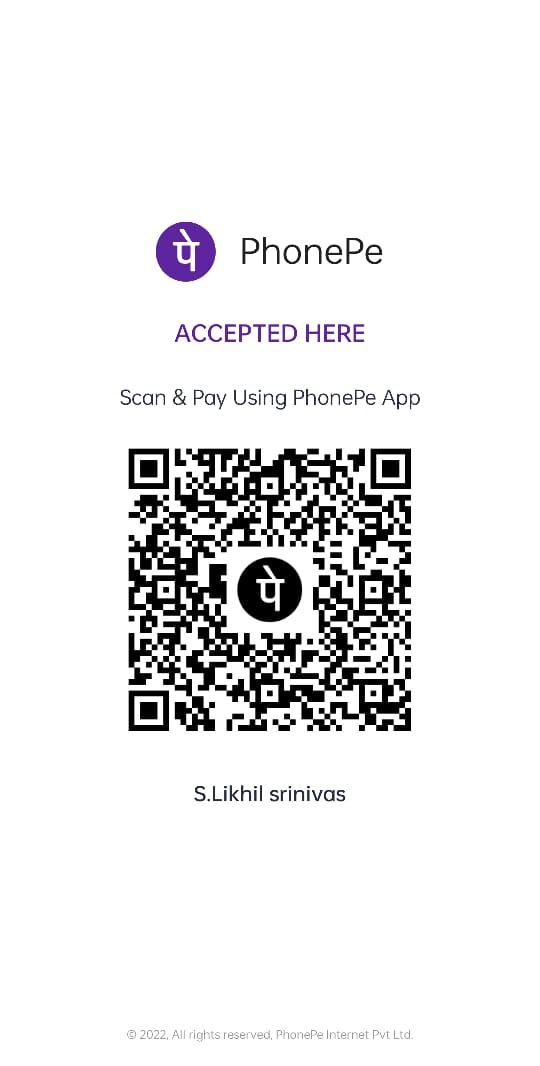 पे PhonePe
ACCEPTED HERE
Scan & Pay Using PhonePe App
पे
S.Likhil srinivas
© 2022, All rights reserved, PhonePe Internet Pvt Ltd.